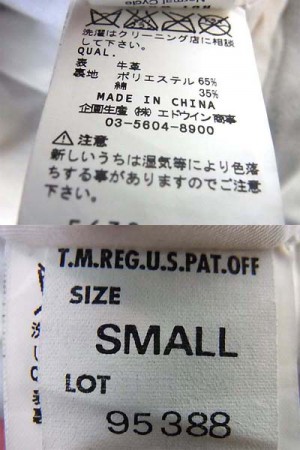 Normal Cycle
洗濯はクリーニング店に相談
して下さい。
QUAL.
表 牛革
裏地 ポリエステル 65%
綿 35%
MADE IN CHINA
企画生産(株)エドウイン商事
03-5604-8900
⚠注意
新しいうちは湿気等により色落
ちする事がありますのでご注意
下さい。
T.M.REG.U.S.PAT.OFF
SIZE
SMALL
LOT
95388